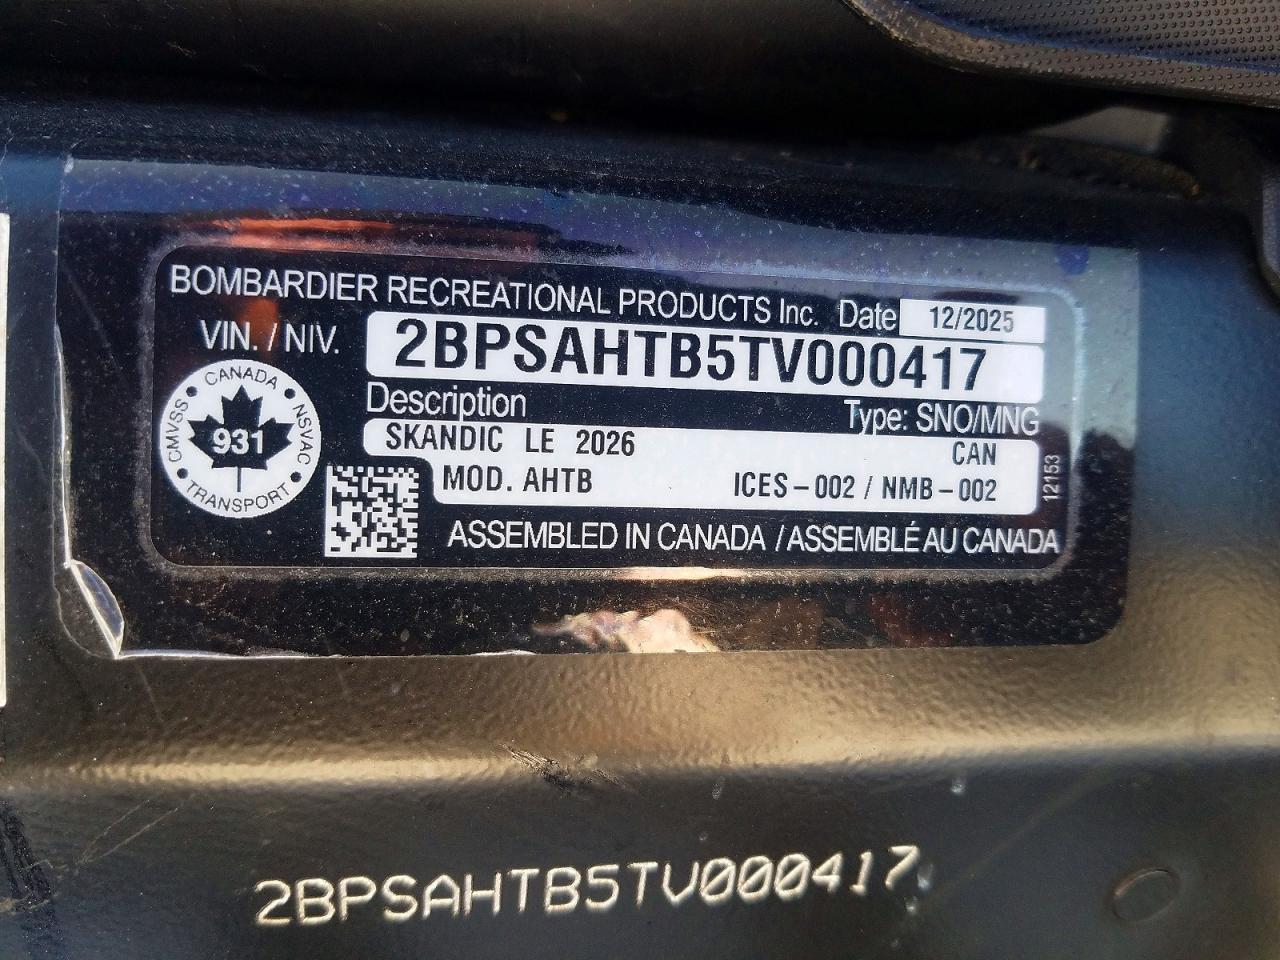 BOMBARDIER RECREATIONAL PRODUCTS Inc. Date 12/2025
VIN. / NIV. 2BPSAHTB5TV000417
Description Type: SNO/MNG
SKANDIC LE 2026 CAN
MOD. AHTB ICES-002 / NMB-002
12153
CANADA
CMVSS
NSVAC
931
TRANSPORT
ASSEMBLED IN CANADA / ASSEMBLÉ AU CANADA
2BPSAHTB5TV000417